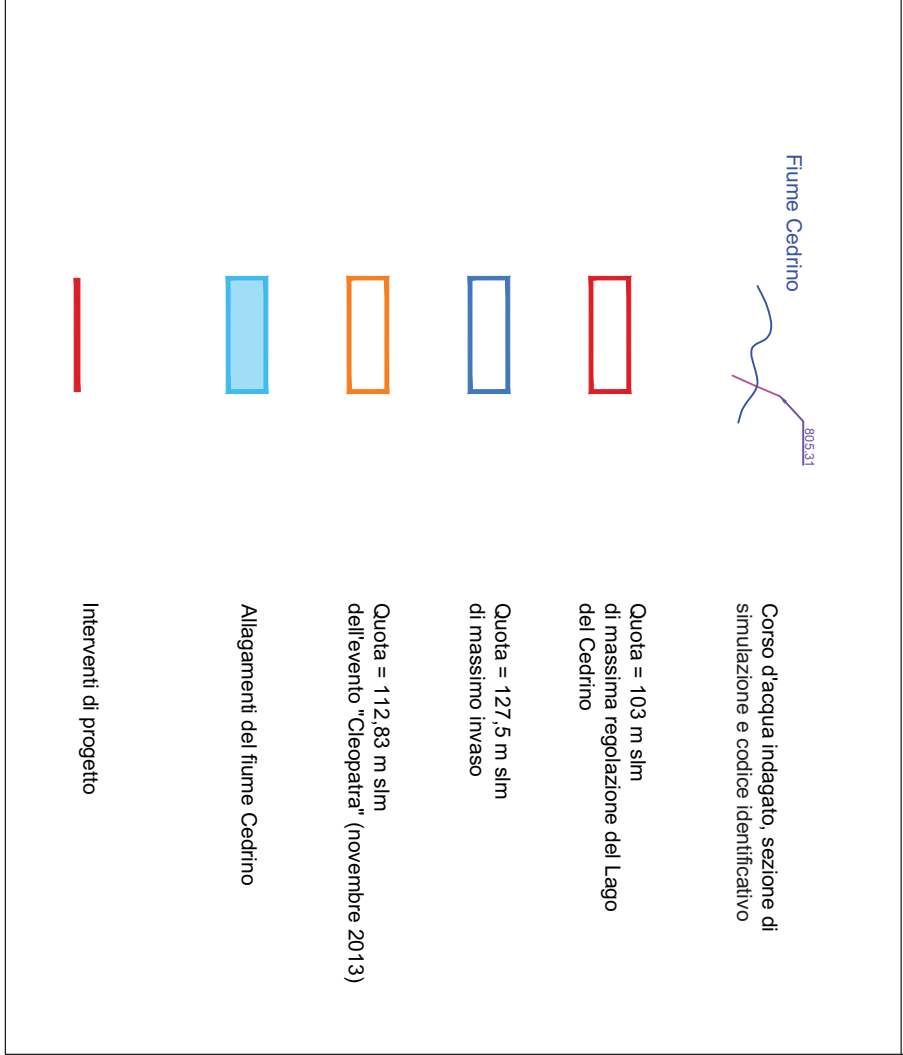 Fiume Cedrino
805.31
Corso d'acqua indagato, sezione di
simulazione e codice identificativo
Quota = 103 m slm
di massima regolazione del Lago
del Cedrino
Quota = 127,5 m slm
di massimo invaso
Quota = 112,83 m slm
dell'evento "Cleopatra" (novembre 2013)
Allagamenti del fiume Cedrino
Interventi di progetto